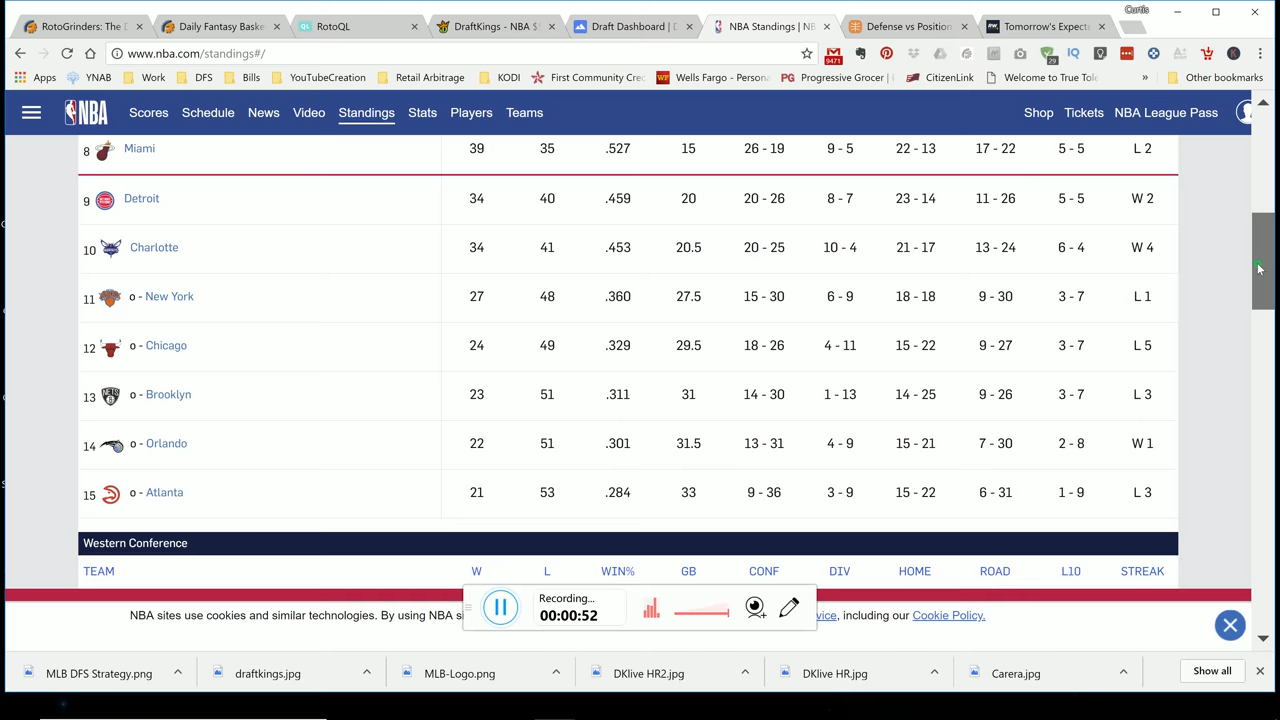 Curtis
RotoGrinders: The D
Daily Fantasy Baske
RotoQL
DraftKings - NBA $
Draft Dashboard | D
NBA Standings | NB
Defense vs Position
Tomorrow's Expecte
www.nba.com/standings#/
9471
29
Apps YNAB Work DFS Bills YouTubeCreation Retail Arbitrage KODI First Community Cre Wells Fargo - Persona Progressive Grocer | CitizenLink Welcome to True Tole » Other bookmarks
NBA Scores Schedule News Video Standings Stats Players Teams Shop Tickets NBA League Pass
8 Miami 39 35 .527 15 26 - 19 9 - 5 22 - 13 17 - 22 5 - 5 L 2
9 Detroit 34 40 .459 20 20 - 26 8 - 7 23 - 14 11 - 26 5 - 5 W 2
10 Charlotte 34 41 .453 20.5 20 - 25 10 - 4 21 - 17 13 - 24 6 - 4 W 4
11 o - New York 27 48 .360 27.5 15 - 30 6 - 9 18 - 18 9 - 30 3 - 7 L 1
12 o - Chicago 24 49 .329 29.5 18 - 26 4 - 11 15 - 22 9 - 27 3 - 7 L 5
13 o - Brooklyn 23 51 .311 31 14 - 30 1 - 13 14 - 25 9 - 26 3 - 7 L 3
14 o - Orlando 22 51 .301 31.5 13 - 31 4 - 9 15 - 21 7 - 30 2 - 8 W 1
15 o - Atlanta 21 53 .284 33 9 - 36 3 - 9 15 - 22 6 - 31 1 - 9 L 3
Western Conference
TEAM W L WIN% GB CONF DIV HOME ROAD L10 STREAK
Recording...
00:00:52
NBA sites use cookies and similar technologies. By using NBA si
vice, including our Cookie Policy.
MLB DFS Strategy.png draftkings.jpg MLB-Logo.png DKlive HR2.jpg DKlive HR.jpg Carera.jpg Show all